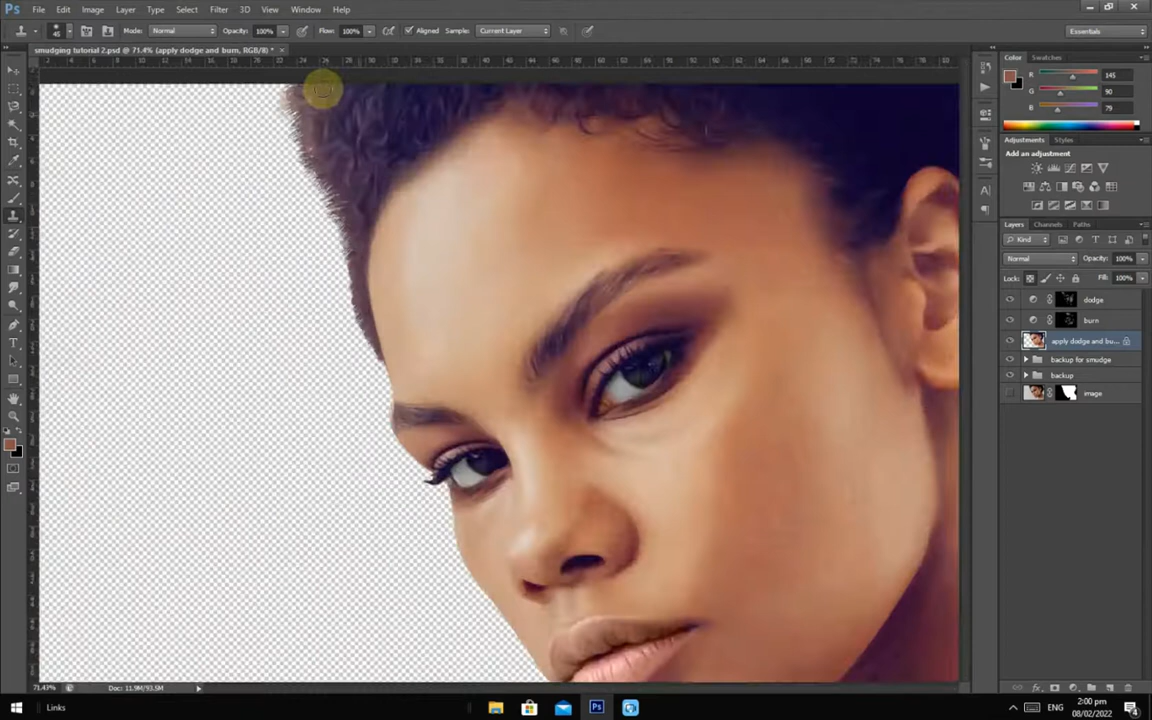 Ps File Edit Image Layer Type Select Filter 3D View Window Help
45 Mode: Normal Opacity: 100% Flow: 100% Aligned Sample: Current Layer Essentials
smudging tutorial 2.psd @ 71.4% (apply dodge and burn, RGB/8) * ×
Color Swatches
R 145
G 90
B 79
Adjustments Styles
Add an adjustment
Layers Channels Paths
Kind
Normal Opacity: 100%
Lock: Fill: 100%
dodge
burn
apply dodge and bu...
backup for smudge
backup
image
71.43% Doc: 11.9M/93.5M
Links
ENG
2:00 pm
08/02/2022
4